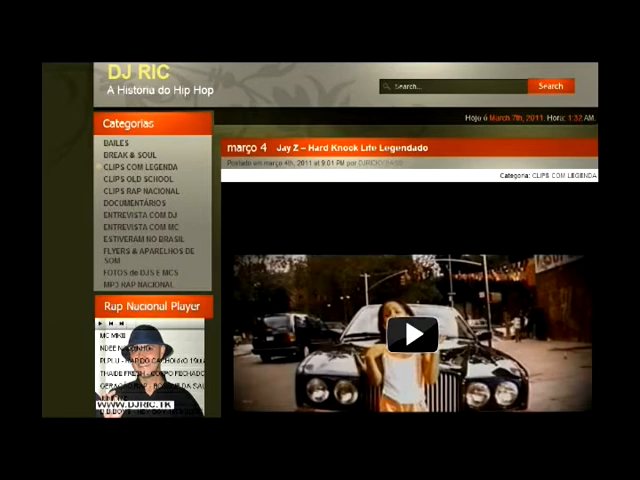 DJ RIC
A Historia do Hip Hop
Search...
Search
Hoje é March 7th, 2011. Hora: 1:32 AM.
Categorias
BAILES
BREAK & SOUL
CLIPS COM LEGENDA
CLIPS OLD SCHOOL
CLIPS RAP NACIONAL
DOCUMENTÁRIOS
ENTREVISTA COM DJ
ENTREVISTA COM MC
ESTIVERAM NO BRASIL
FLYERS & APARELHOS DE
SOM
FOTOS de DJS E MCS
MP3 RAP NACIONAL
março 4 Jay Z – Hard Knock Life Legendado
Postado em março 4th, 2011 at 9:01 PM por
Categoria: CLIPS COM LEGENDA
Rap Nacional Player
WWW.DJRIC.TK